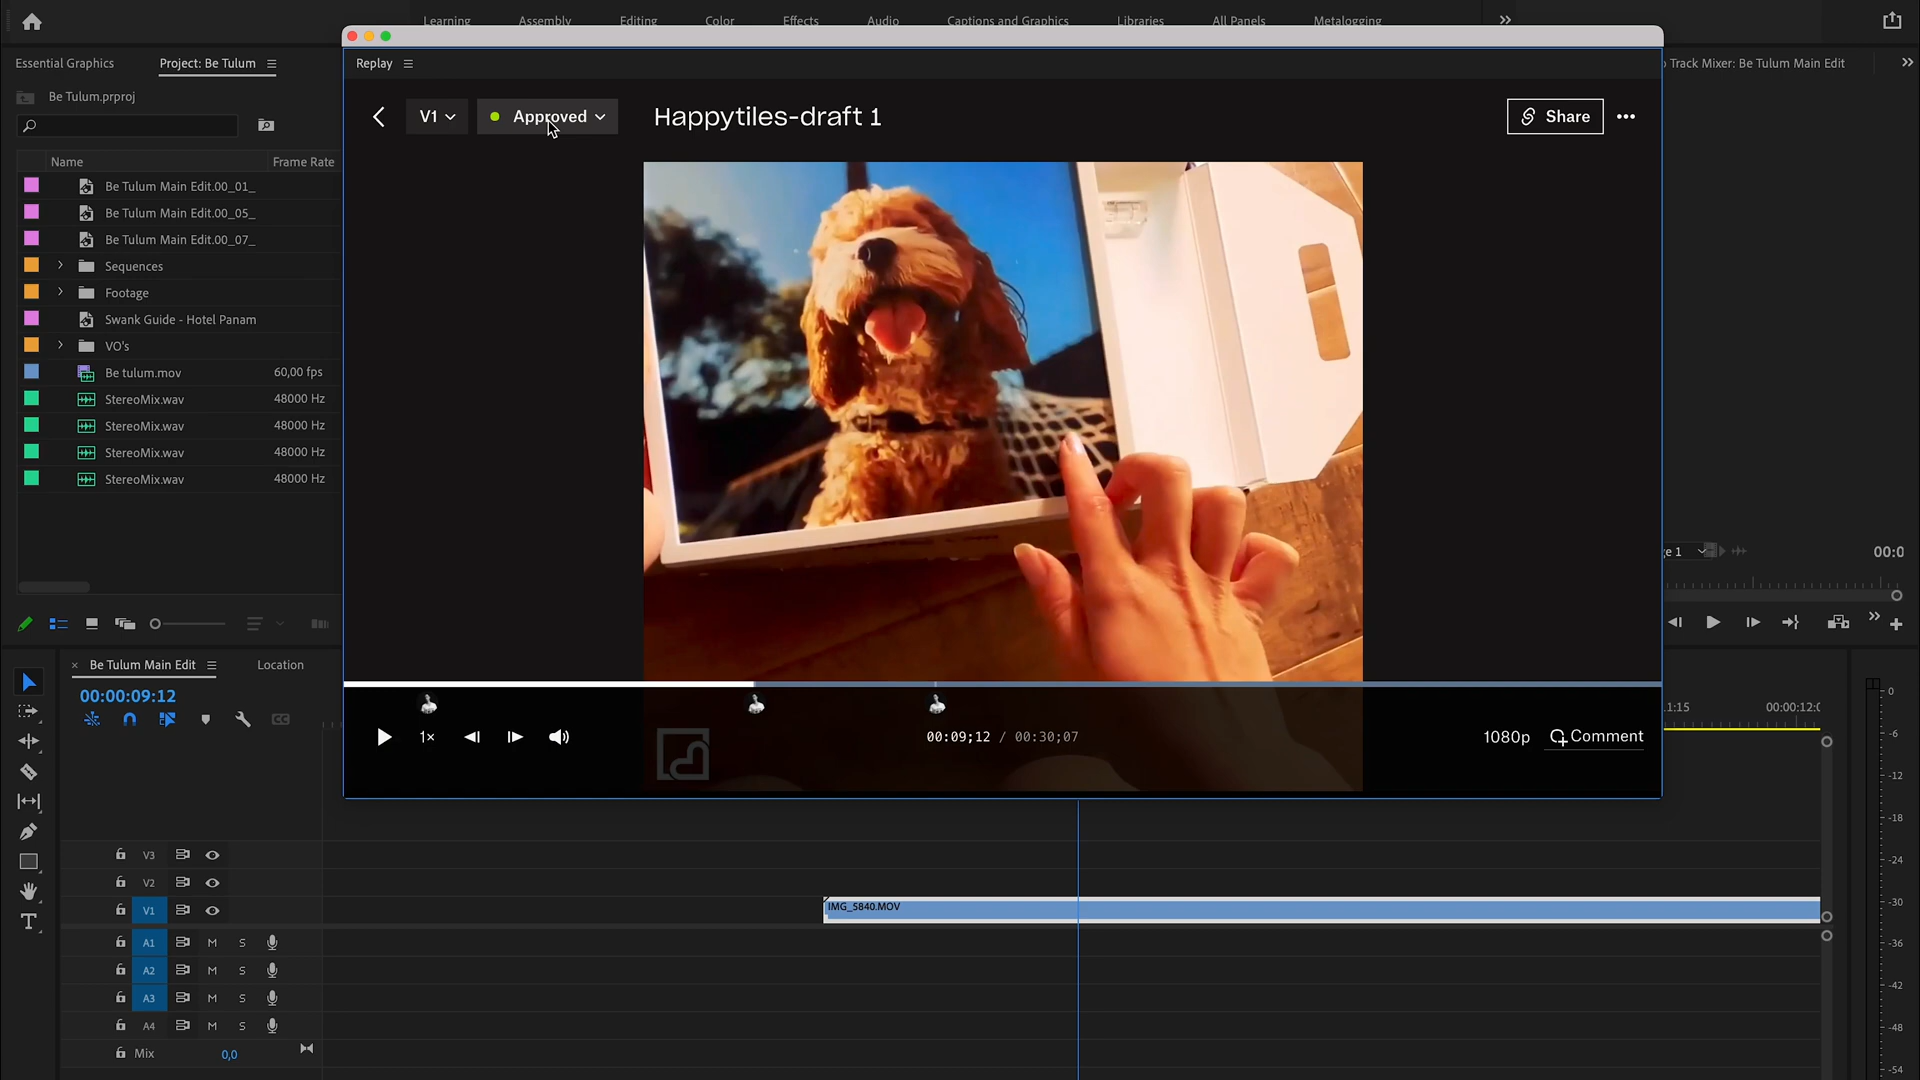 Learning Assembly Editing Color Effects Audio Captions and Graphics Libraries All Panels Metalogging
Essential Graphics Project: Be Tulum
Replay
Track Mixer: Be Tulum Main Edit
Be Tulum.prproj
V1 Approved Happytiles-draft 1 Share
Name Frame Rate
Be Tulum Main Edit.00_01_
Be Tulum Main Edit.00_05_
Be Tulum Main Edit.00_07_
Sequences
Footage
Swank Guide - Hotel Panam
VO's
Be tulum.mov 60,00 fps
StereoMix.wav 48000 Hz
StereoMix.wav 48000 Hz
StereoMix.wav 48000 Hz
StereoMix.wav 48000 Hz
ge 1 00:0
Be Tulum Main Edit Location
00:00:09:12
CC
1× 00:09;12 / 00:30;07 1080p Comment
1:15 00:00:12:0
0
-6
-12
-18
-24
-30
-36
-42
-48
-54
V3
V2
V1 IMG_5840.MOV
A1 M S
A2 M S
A3 M S
A4 M S
Mix 0,0